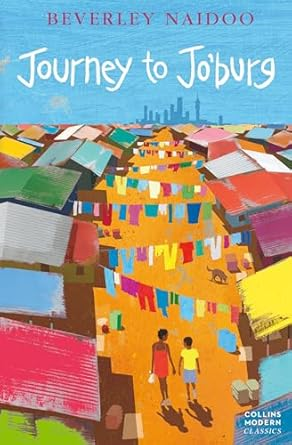 BEVERLEY NAIDOO
Journey to Jo'burg
COLLINS
MODERN
CLASSICS